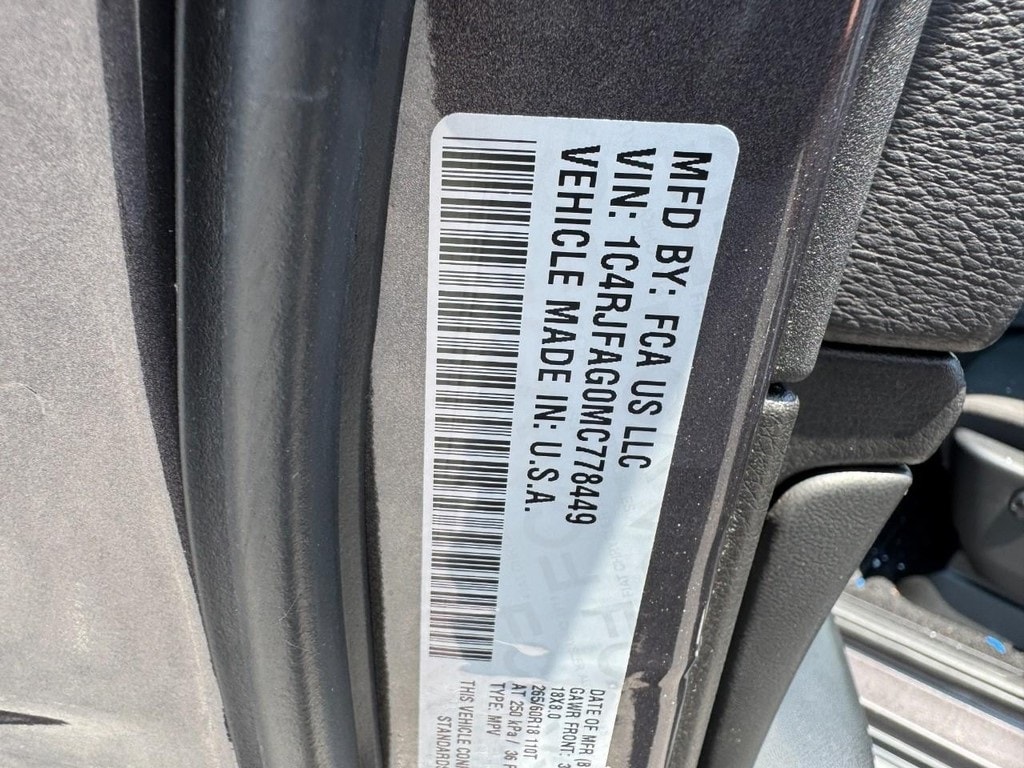 MFD BY: FCA US LLC
VIN: 1C4RJFAG0MC778449
VEHICLE MADE IN: U.S.A.
DATE OF MFR
GAWR FRONT:
18X8.0
265/60R18 110T
AT 250 kPa / 36
TYPE: MPV
THIS VEHICLE
STANDARDS